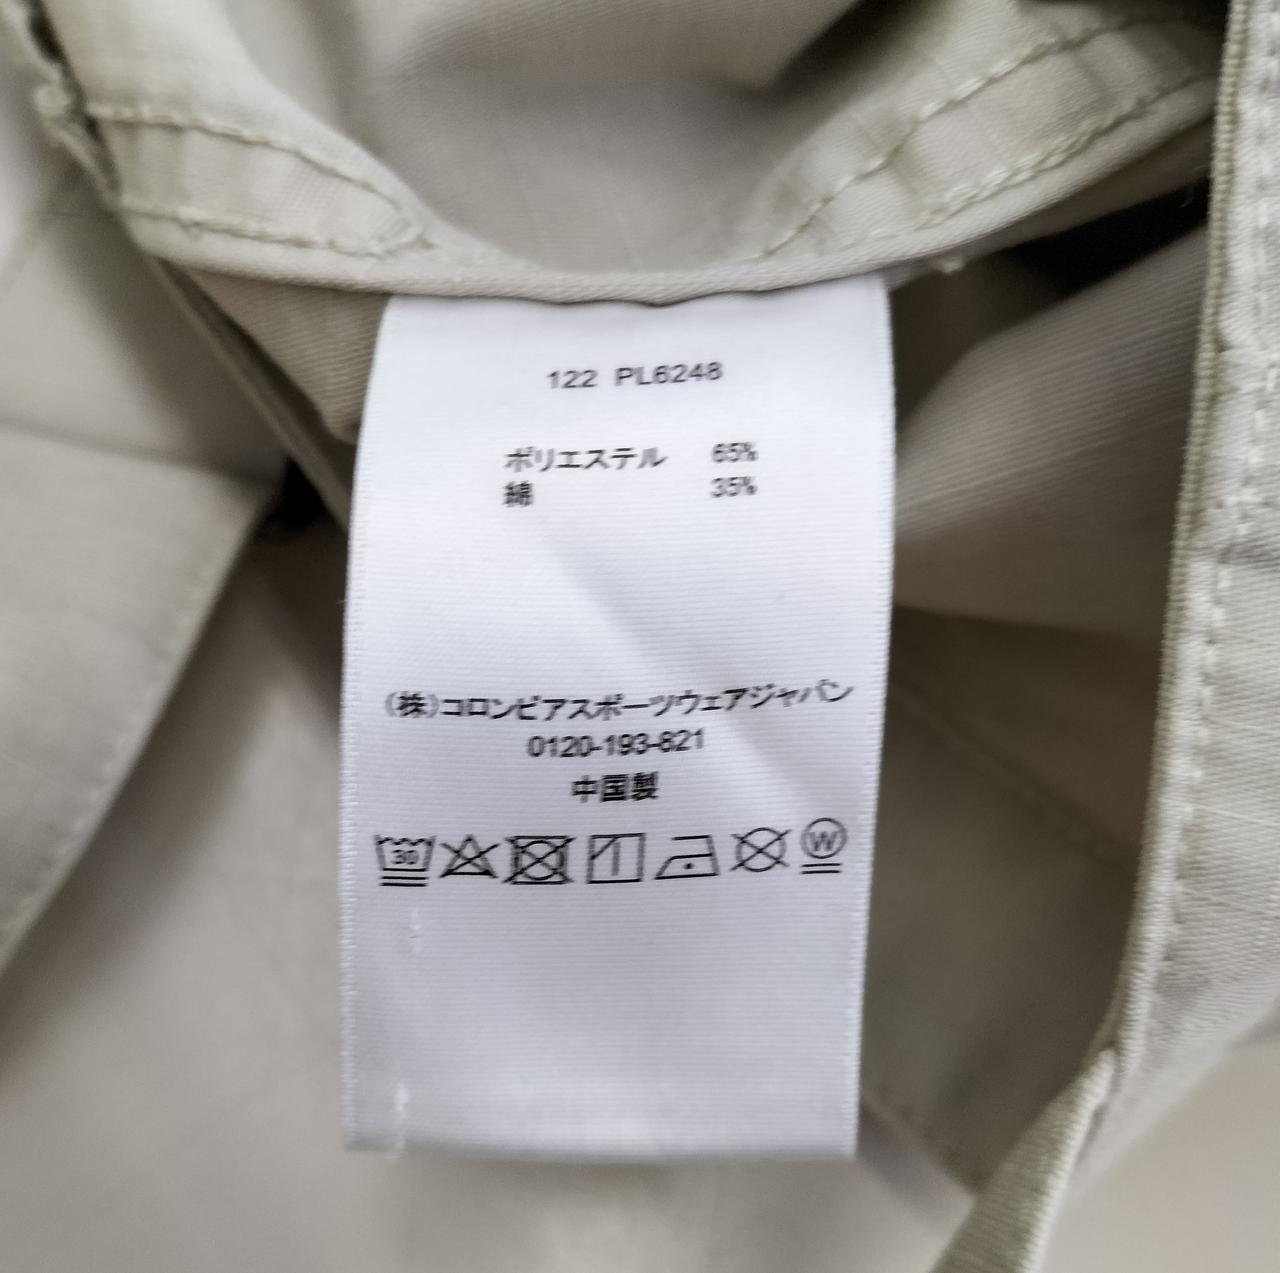 122 PL6248
ポリエステル 65%
綿 35%
(株)コロンビアスポーツウェアジャパン
0120-193-821
中国製
30 W